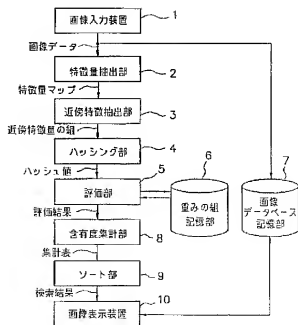 画像入力装置
1
画像データ
特徴量抽出部
2
特徴量マップ
近傍特徴抽出部
3
近傍特徴量の組
ハッシング部
4
ハッシュ値
5
評価部
6
重みの組
記憶部
7
画像
データベース
記憶部
評価結果
含有度集計部
8
集計表
ソート部
9
検索結果
10
画像表示装置